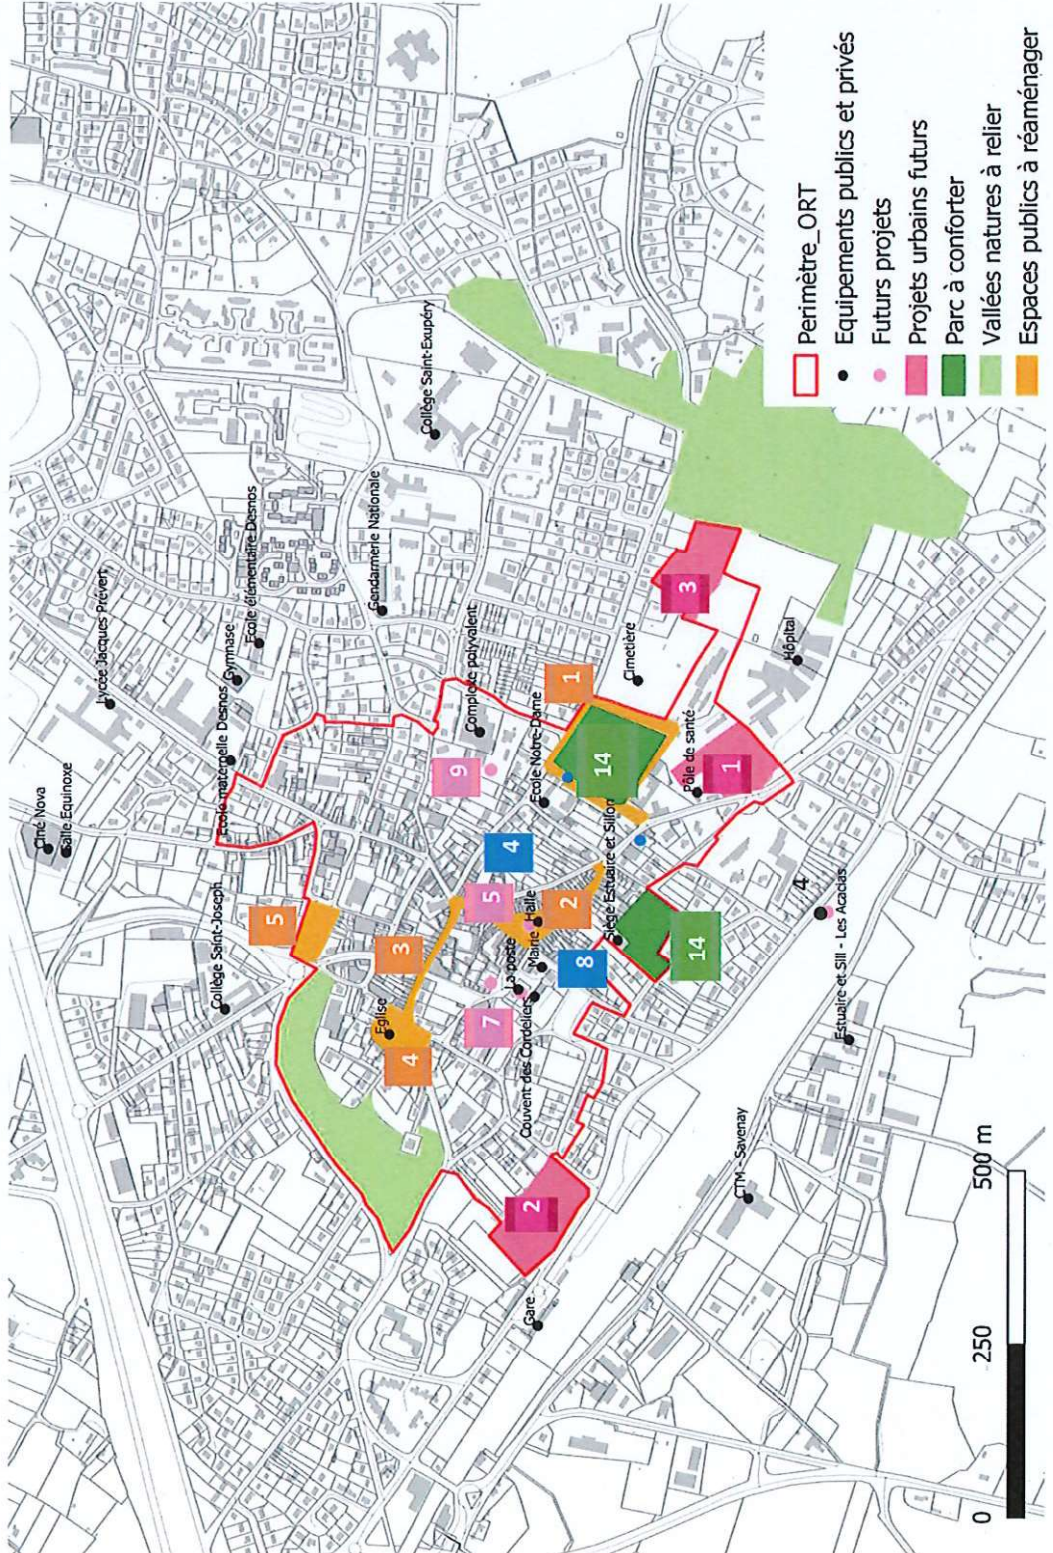 Ciné Nova
Salle Equinoxe
Lycée Jacques Prévert
Collège Saint-Joseph
Ecole maternelle Desnos
Gymnase
Ecole élémentaire Desnos
5
Gendarmerie Nationale
Eglise
3
4
Collège Saint-Exupéry
9
Complexe polyvalent
7
5
4
La poste
Couvent des Cordeliers
Mairie
Halle
2
Gare
Ecole Notre-Dame
2
1
8
14
Siège Estuaire et Sillon
Cimetière
3
Pôle de santé
14
1
CTM - Savenay
Hôpital
4
Estuaire et Sill - Les Acacias
Perimètre_ORT
Equipements publics et privés
Futurs projets
Projets urbains futurs
Parc à conforter
Vallées natures à relier
Espaces publics à réaménager
0 250 500 m